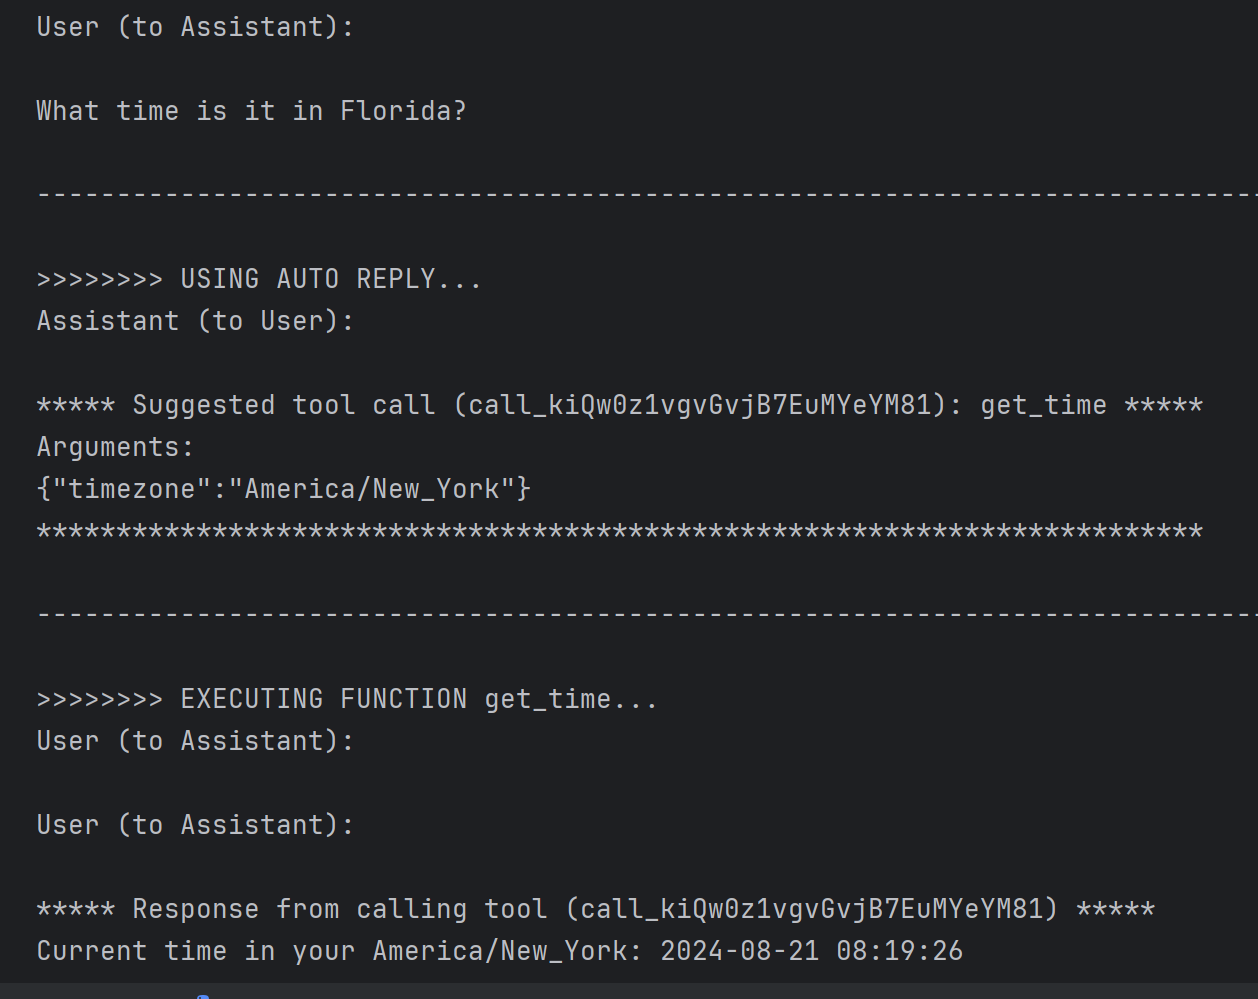 User (to Assistant):
What time is it in Florida?
--------------------------------------------------------------------------------
>>>>>>>> USING AUTO REPLY...
Assistant (to User):
***** Suggested tool call (call_kiQw0z1vgvGvjB7EuMYeYM81): get_time *****
Arguments:
{"timezone":"America/New_York"}
*************************************************************************
--------------------------------------------------------------------------------
>>>>>>>> EXECUTING FUNCTION get_time...
User (to Assistant):
User (to Assistant):
***** Response from calling tool (call_kiQw0z1vgvGvjB7EuMYeYM81) *****
Current time in your America/New_York: 2024-08-21 08:19:26